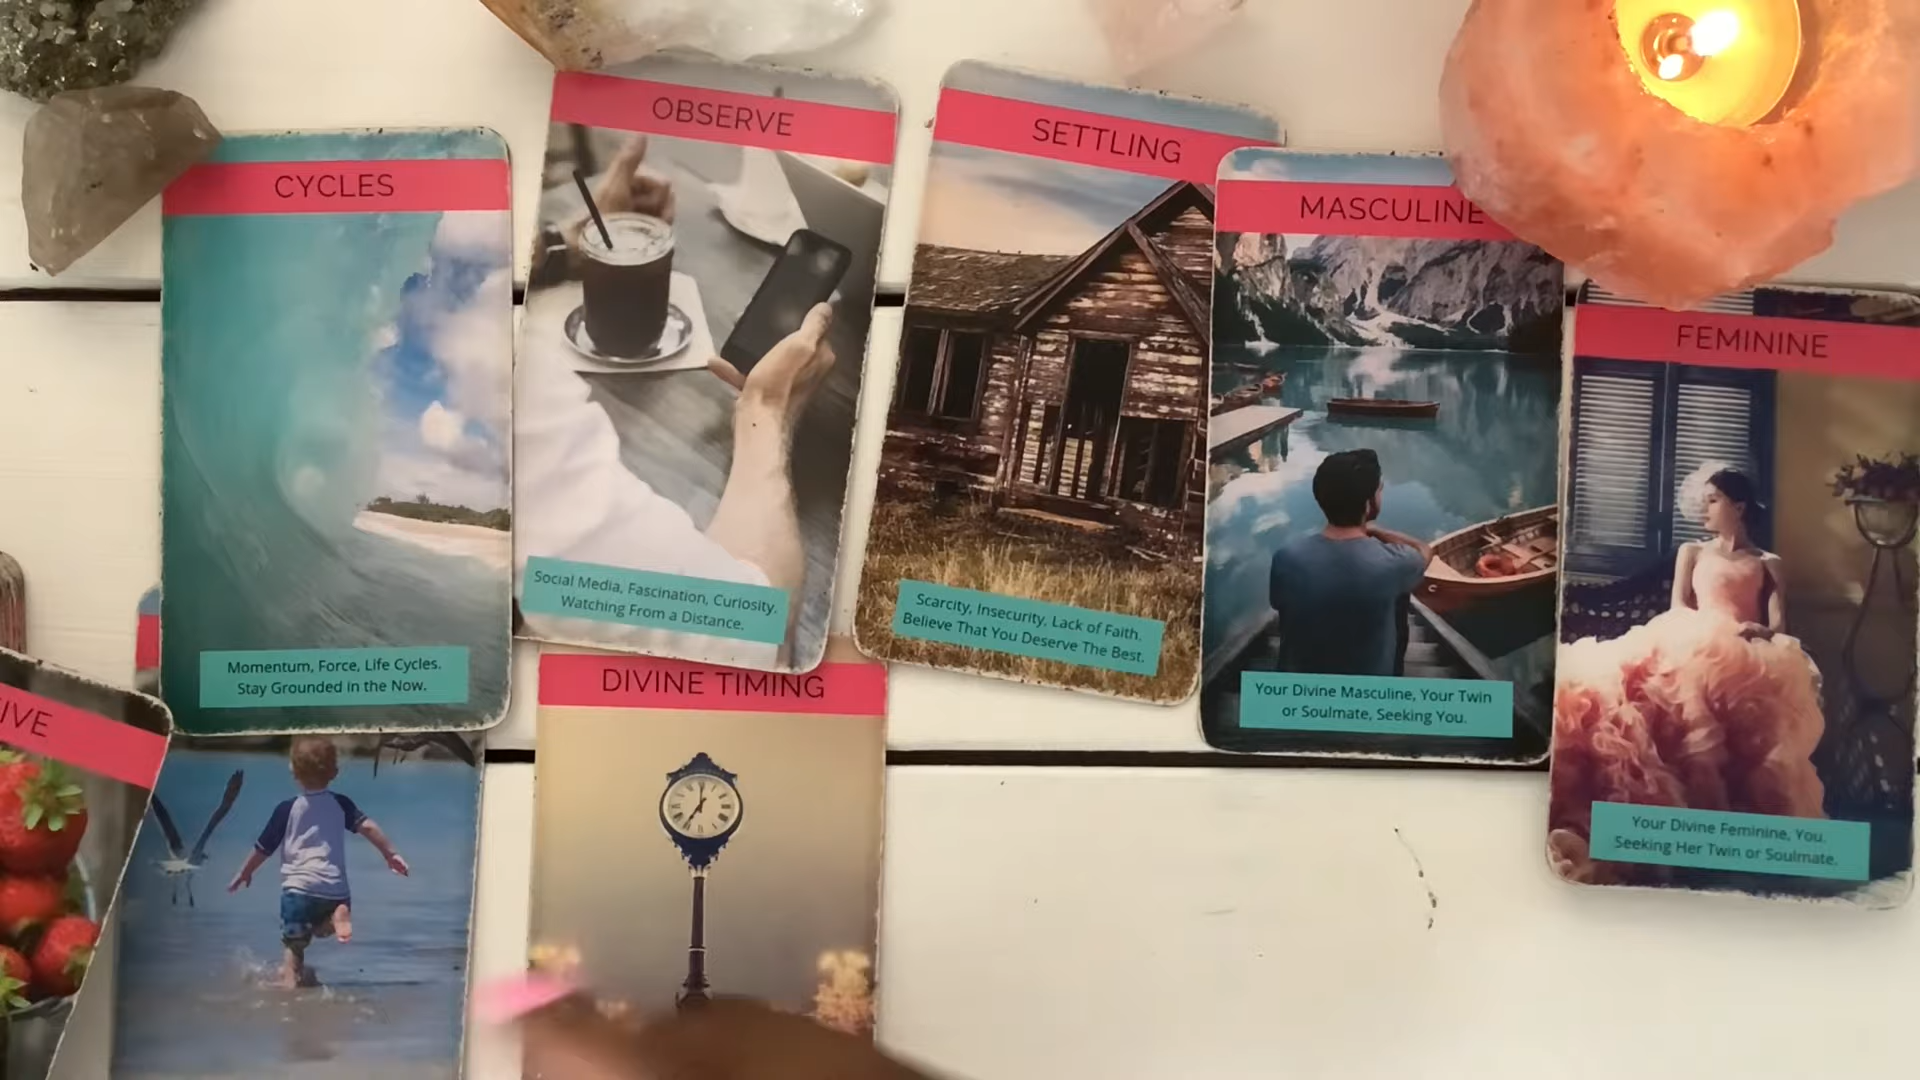 CYCLES
Momentum, Force, Life Cycles.
Stay Grounded in the Now.
OBSERVE
Social Media, Fascination, Curiosity.
Watching From a Distance.
SETTLING
Scarcity, Insecurity, Lack of Faith.
Believe That You Deserve The Best.
MASCULINE
Your Divine Masculine, Your Twin
or Soulmate, Seeking You.
FEMININE
Your Divine Feminine, You.
Seeking Her Twin or Soulmate.
IVE
DIVINE TIMING